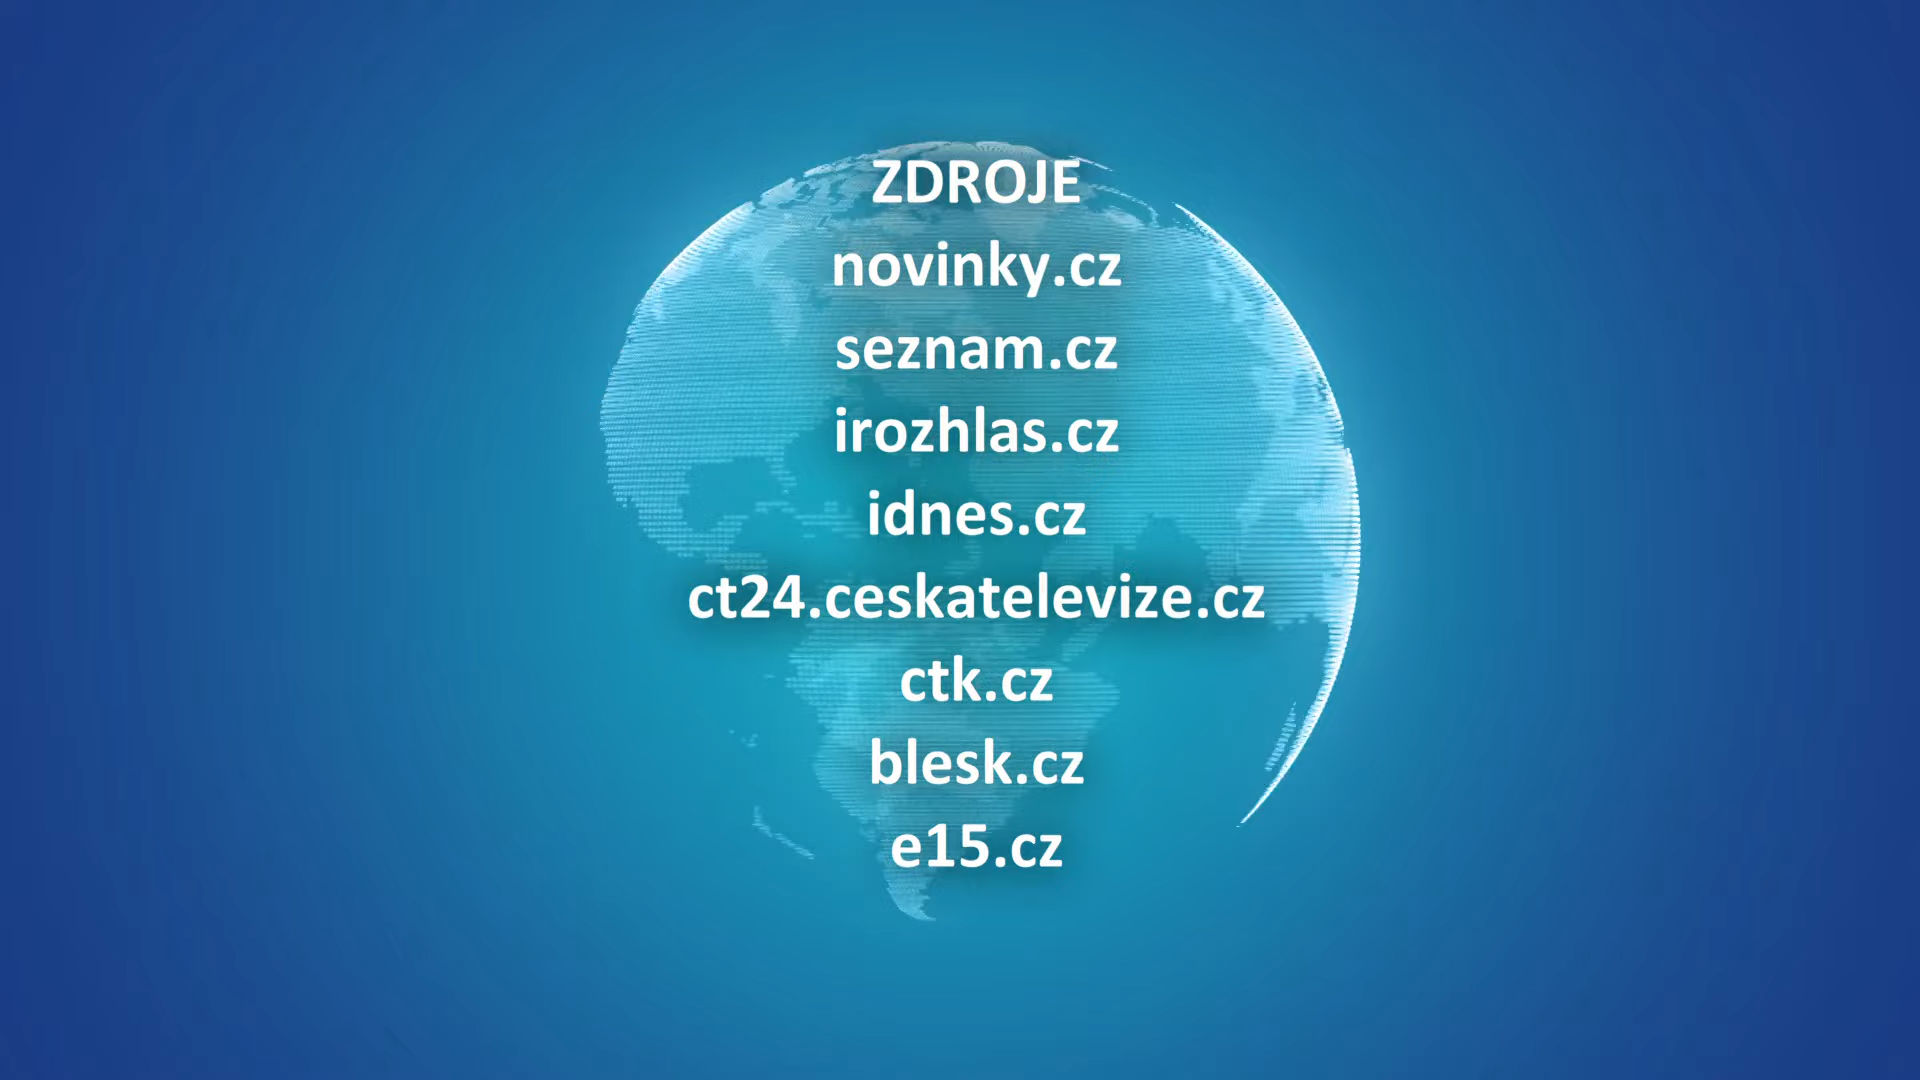 ZDROJE
novinky.cz
seznam.cz
irozhlas.cz
idnes.cz
ct24.ceskatelevize.cz
ctk.cz
blesk.cz
e15.cz